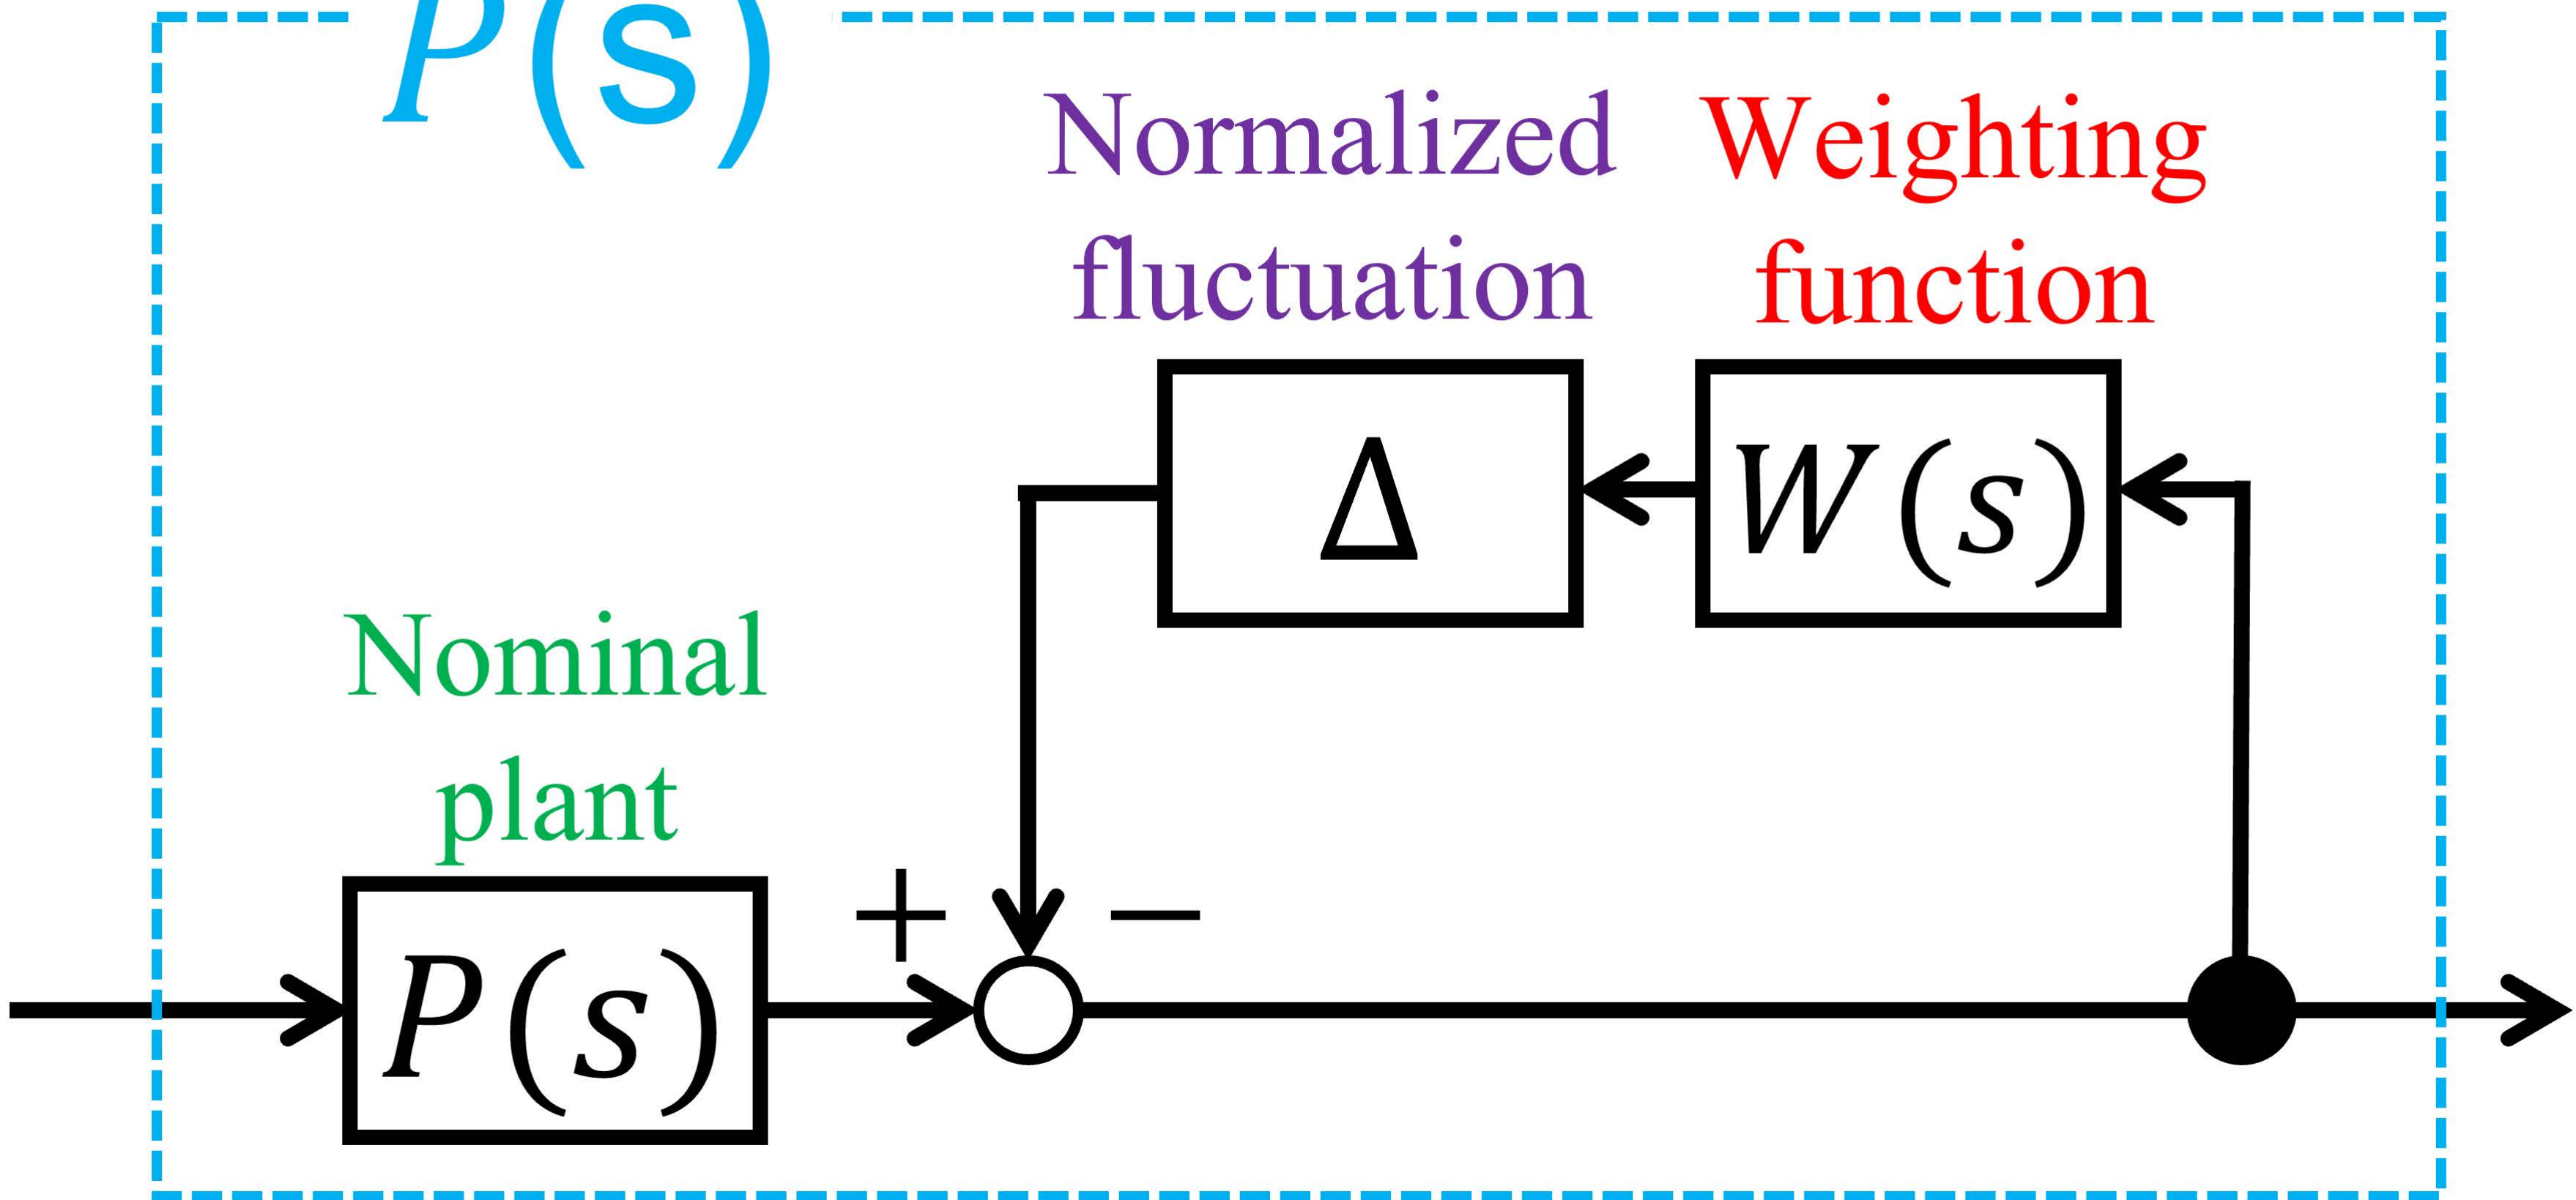 P(s)
Normalized
fluctuation
Weighting
function
Δ
W(s)
Nominal
plant
+
−
P(s)